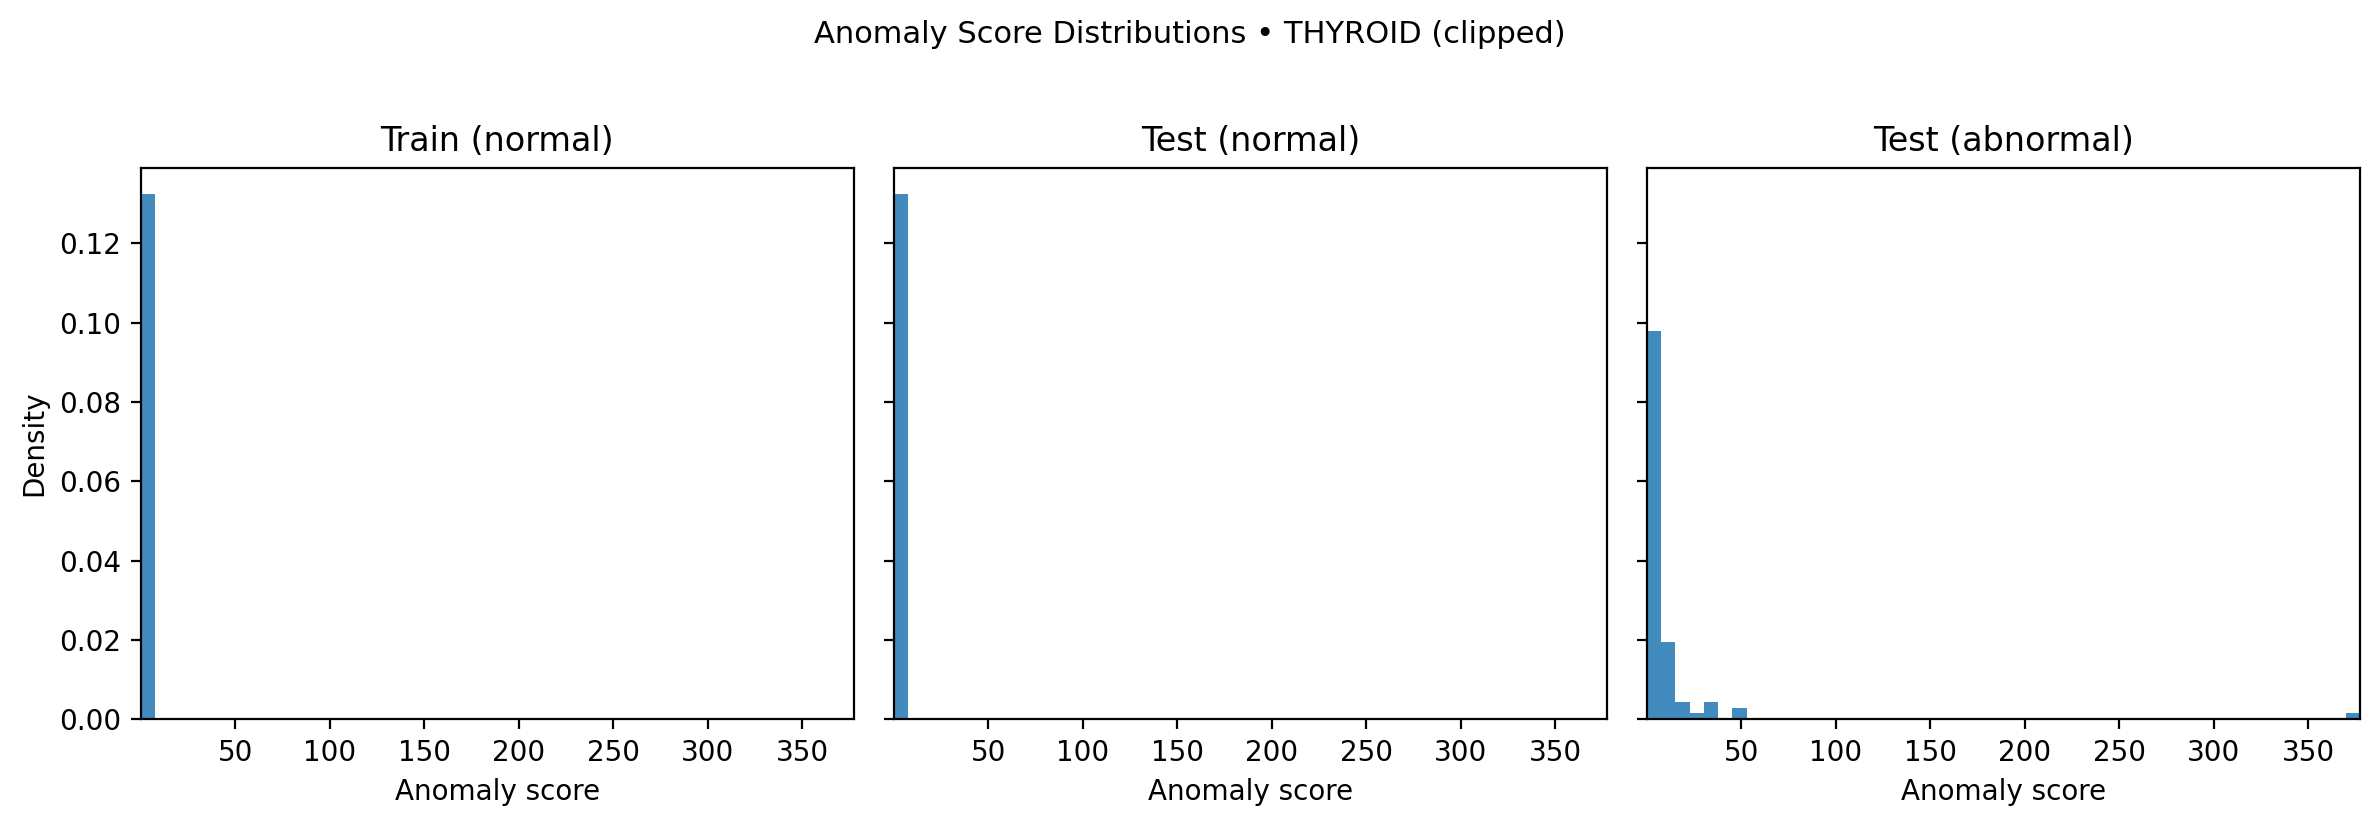 Anomaly Score Distributions • THYROID (clipped)
Train (normal)
Test (normal)
Test (abnormal)
Density
0.12
0.10
0.08
0.06
0.04
0.02
0.00
50 100 150 200 250 300 350
50 100 150 200 250 300 350
50 100 150 200 250 300 350
Anomaly score
Anomaly score
Anomaly score